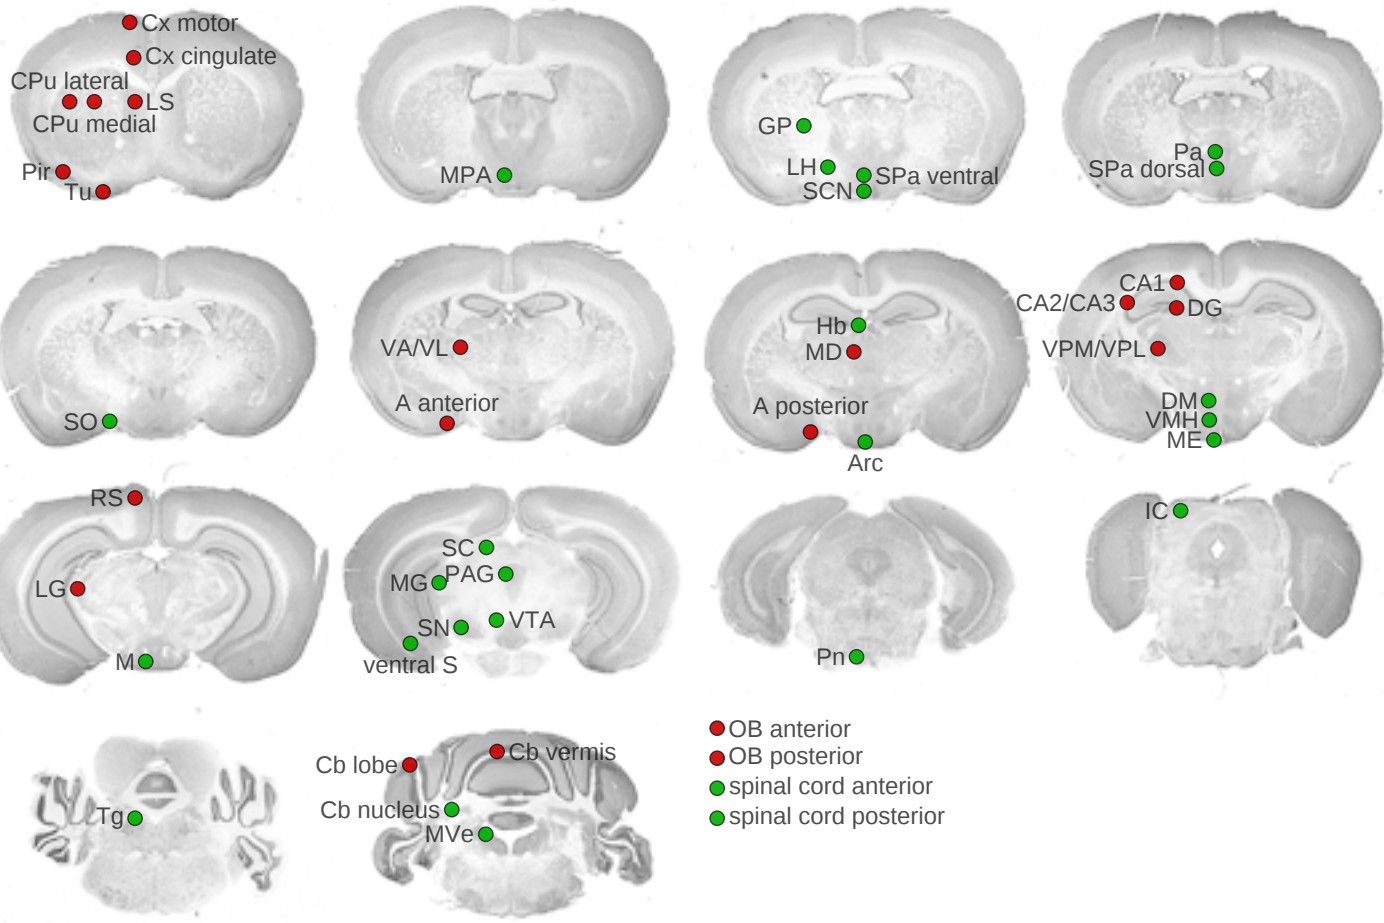 Cx motor
Cx cingulate
CPu lateral
LS
CPu medial
Pir
Tu
MPA
GP
LH
SPa ventral
SCN
Pa
SPa dorsal
SO
VA/VL
A anterior
Hb
MD
A posterior
Arc
CA1
CA2/CA3
DG
VPM/VPL
DM
VMH
ME
RS
LG
M
SC
MG
PAG
SN
VTA
ventral S
Pn
IC
Tg
Cb lobe
Cb vermis
Cb nucleus
MVe
OB anterior
OB posterior
spinal cord anterior
spinal cord posterior